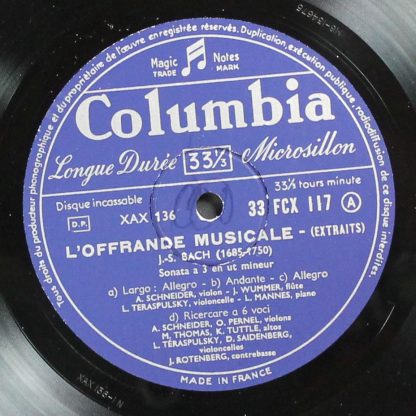 Tous droits du producteur phonographique et du propriétaire de l'œuvre enregistrée réservés. Duplication, exécution publique, radiodiffusion de ce disque interdites.
Magic Notes
TRADE MARK
Columbia
Longue Durée 33⅓ Microsillon
Disque incassable 33⅓ tours minute
D.P. XAX 136 33 FCX 117 A
L'OFFRANDE MUSICALE - (EXTRAITS)
J.-S. BACH (1685-1750)
Sonata a 3 en ut mineur
a) Largo : Allegro - b) Andante - c) Allegro
A. SCHNEIDER, violon - J. WUMMER, flûte
L. TERASPULSKY, violoncelle - L. MANNES, piano
d) Ricercare a 6 voci
A. SCHNEIDER, O. PERNEL, violons
M. THOMAS, K. TUTTLE, altos
L. TÉRASPULSKY, D. SAIDENBERG,
violoncelles
J. ROTENBERG, contrebasse
MADE IN FRANCE